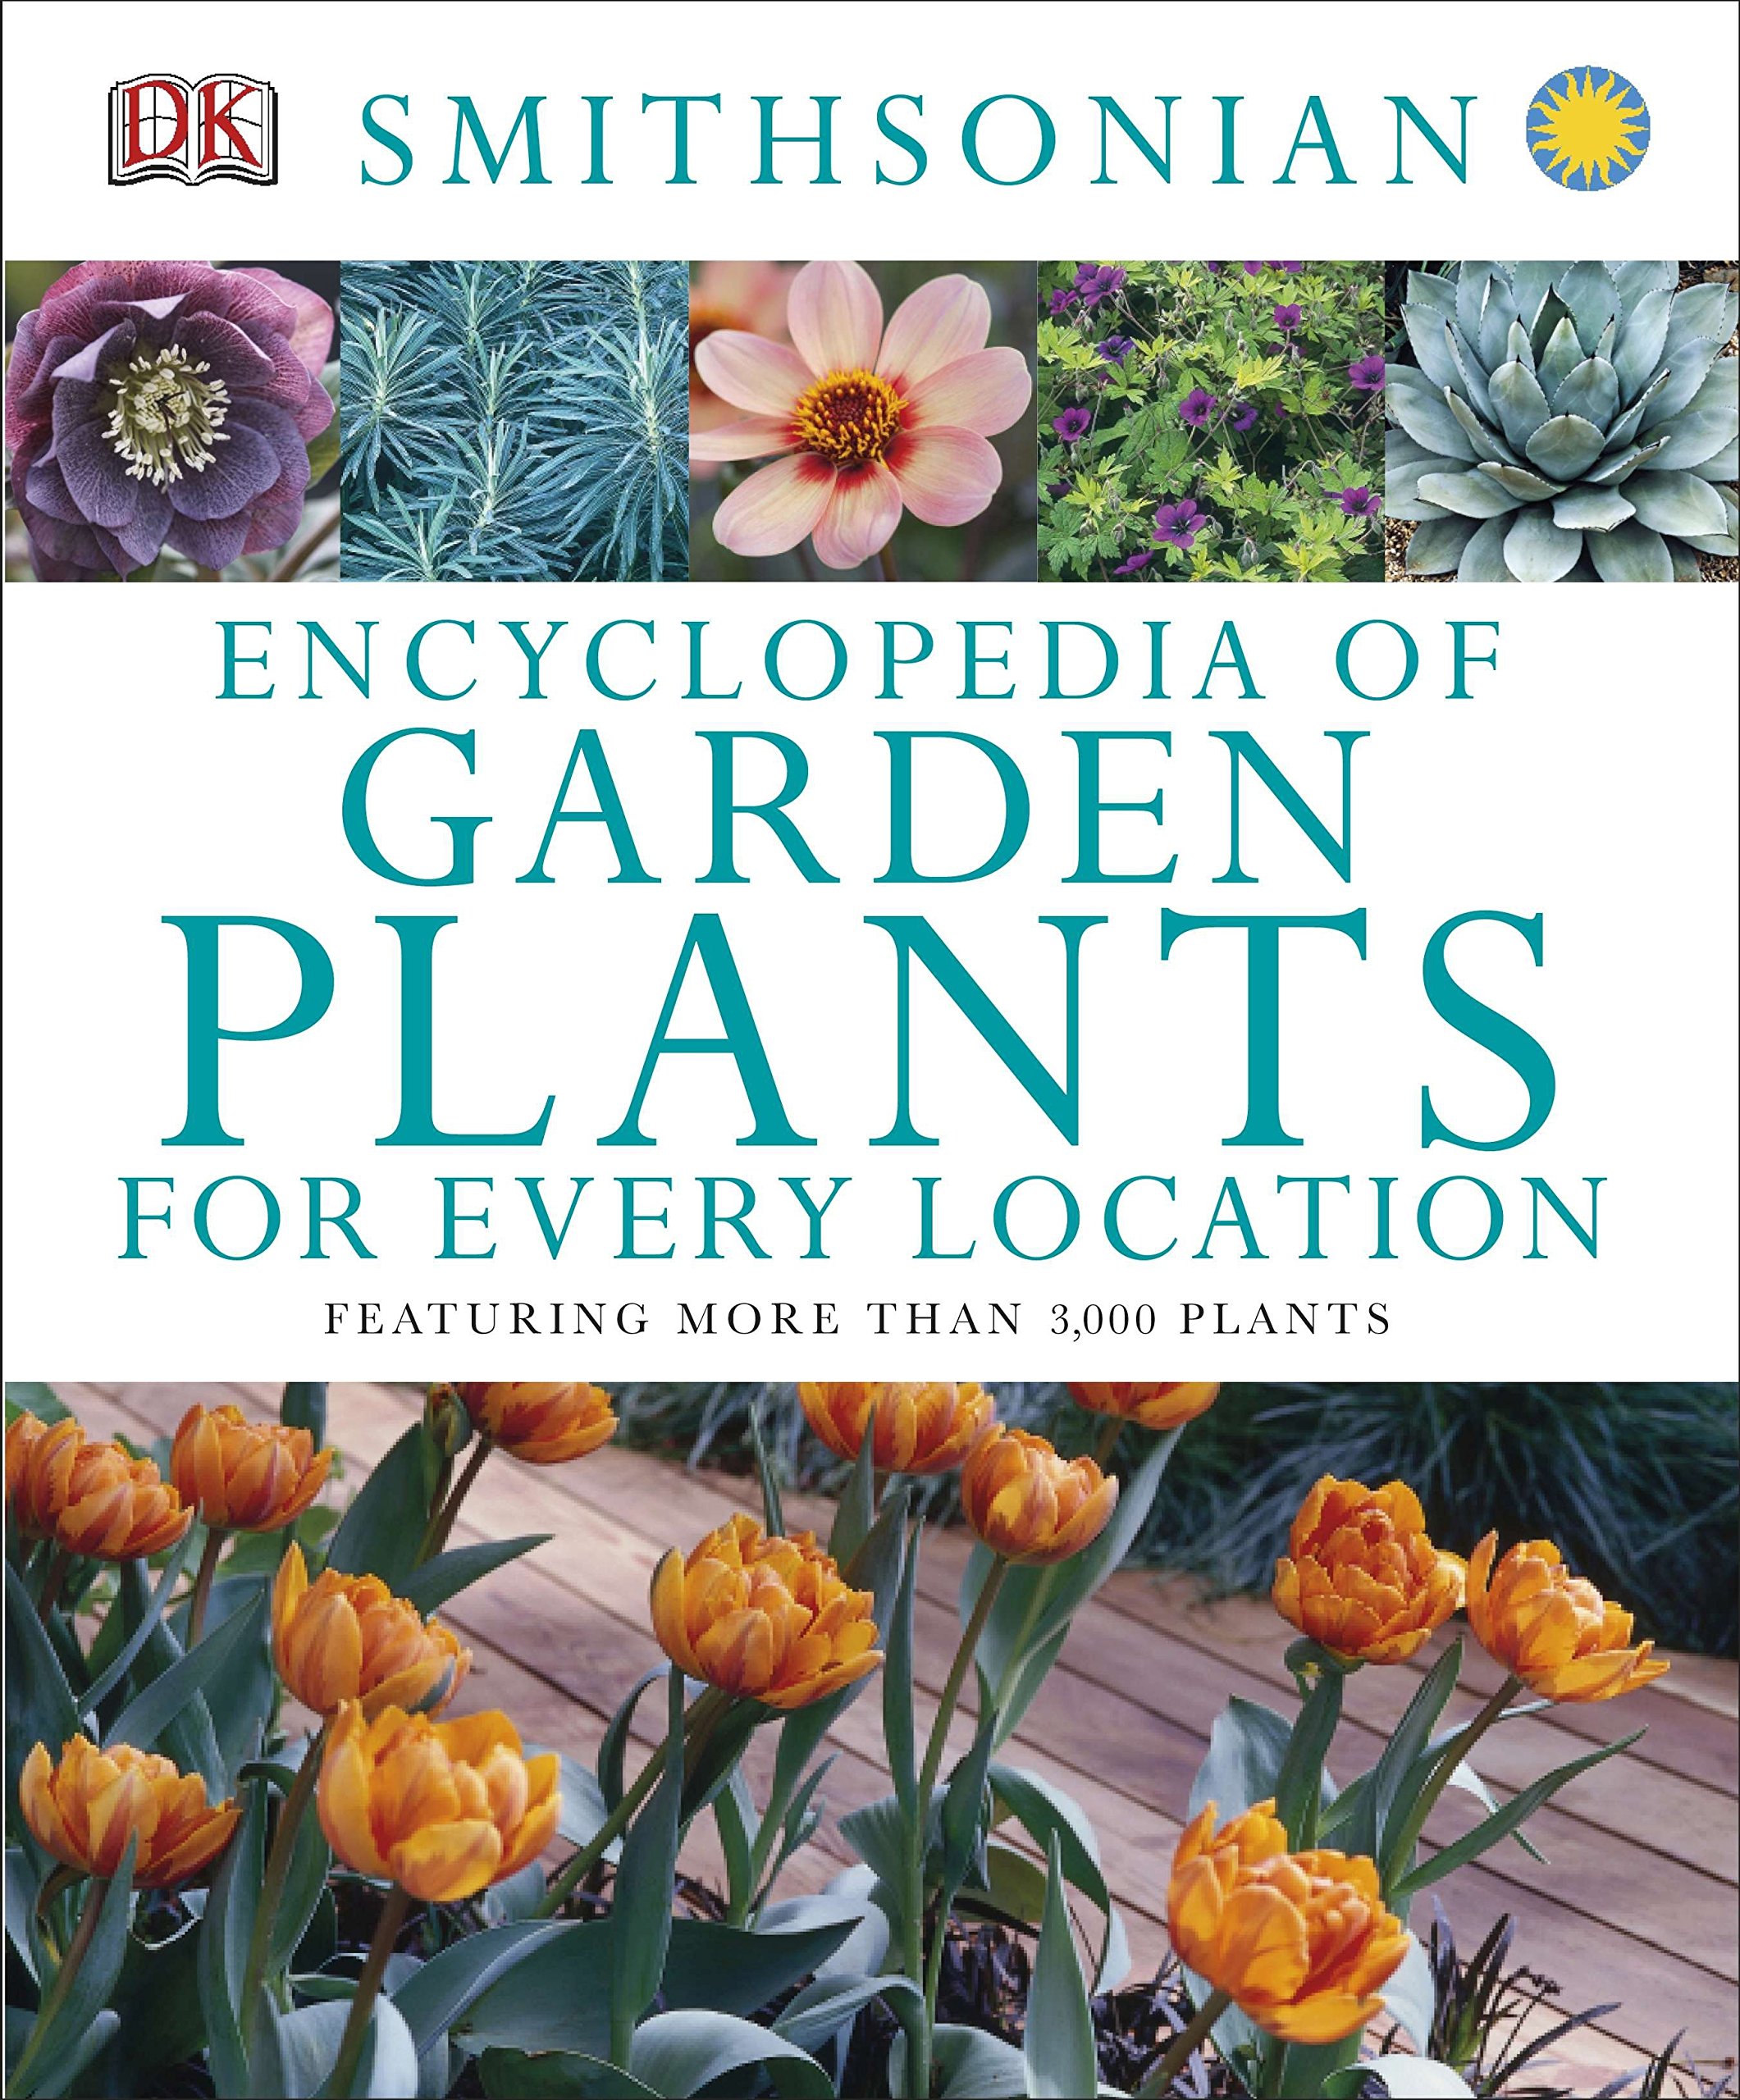 DK SMITHSONIAN
ENCYCLOPEDIA OF
GARDEN
PLANTS
FOR EVERY LOCATION
FEATURING MORE THAN 3,000 PLANTS